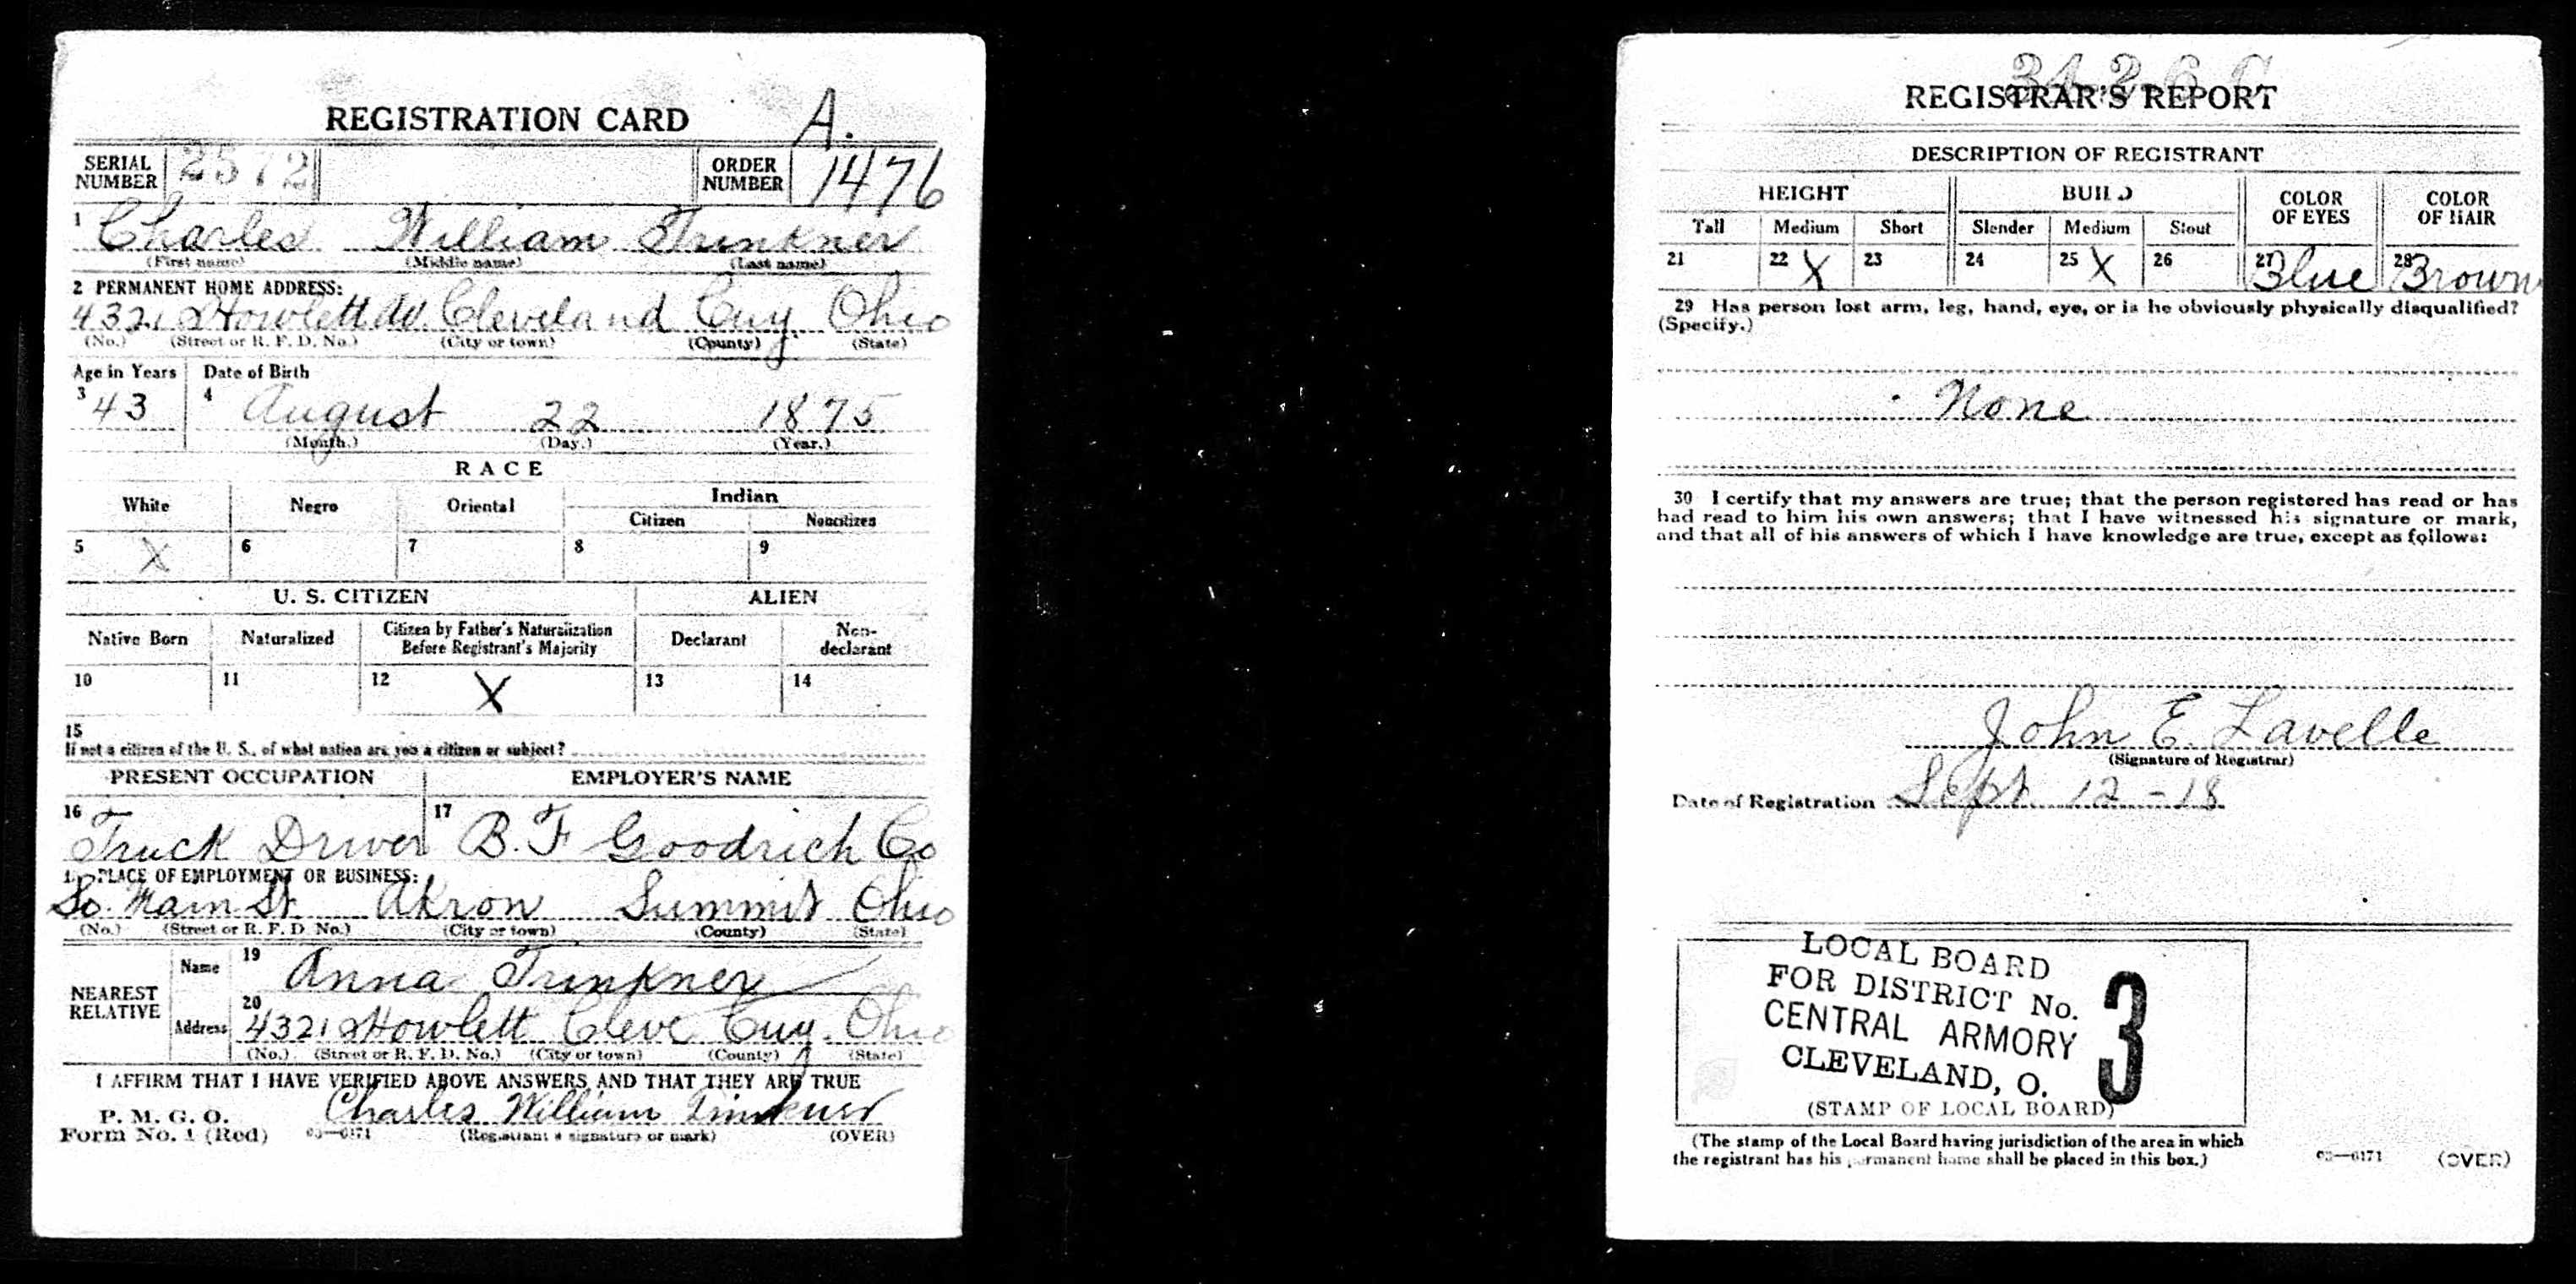 REGISTRATION CARD A.
SERIAL NUMBER 2572 ORDER NUMBER 1476
1 Charles William Trinkner
(First name) (Middle name) (Last name)
2 PERMANENT HOME ADDRESS:
4321 Howlett Cleveland Cuy Ohio
(No.) (Street or R. F. D. No.) (City or town) (County) (State)
Age in Years Date of Birth
3 43 4 August 22 1875
(Month.) (Day.) (Year.)
RACE
White Negro Oriental Indian
Citizen Noncitizen
5 X 6 7 8 9
U. S. CITIZEN ALIEN
Native Born Naturalized Citizen by Father's Naturalization Before Registrant's Majority Declarant Non-declarant
10 11 12 X 13 14
15
If not a citizen of the U. S., of what nation are you a citizen or subject?
PRESENT OCCUPATION EMPLOYER'S NAME
16 Truck Driver 17 B. F Goodrich Co
PLACE OF EMPLOYMENT OR BUSINESS:
So. Main St. Akron Summit Ohio
(No.) (Street or R. F. D. No.) (City or town) (County) (State)
NEAREST RELATIVE Name 19 Anna Trinkner
Address 20 4321 Howlett Cleve Cuy. Ohio
(No.) (Street or R. F. D. No.) (City or town) (County) (State)
I AFFIRM THAT I HAVE VERIFIED ABOVE ANSWERS AND THAT THEY ARE TRUE
P. M. G. O. Charles William Trinkner
Form No. 1 (Red) 03—6171 (Registrant's signature or mark) (OVER)
REGISTRAR'S REPORT
DESCRIPTION OF REGISTRANT
HEIGHT BUILD COLOR OF EYES COLOR OF HAIR
Tall Medium Short Slender Medium Stout
21 22 X 23 24 25 X 26 27 Blue 28 Brown
29 Has person lost arm, leg, hand, eye, or is he obviously physically disqualified?
(Specify.)
None
30 I certify that my answers are true; that the person registered has read or has
had read to him his own answers; that I have witnessed his signature or mark,
and that all of his answers of which I have knowledge are true, except as follows:
John E. Lavelle
(Signature of Registrar)
Date of Registration Sept. 12 - 18
LOCAL BOARD
FOR DISTRICT No. 3
CENTRAL ARMORY
CLEVELAND, O.
(STAMP OF LOCAL BOARD)
(The stamp of the Local Board having jurisdiction of the area in which
the registrant has his permanent home shall be placed in this box.)
03—6171 (OVER)